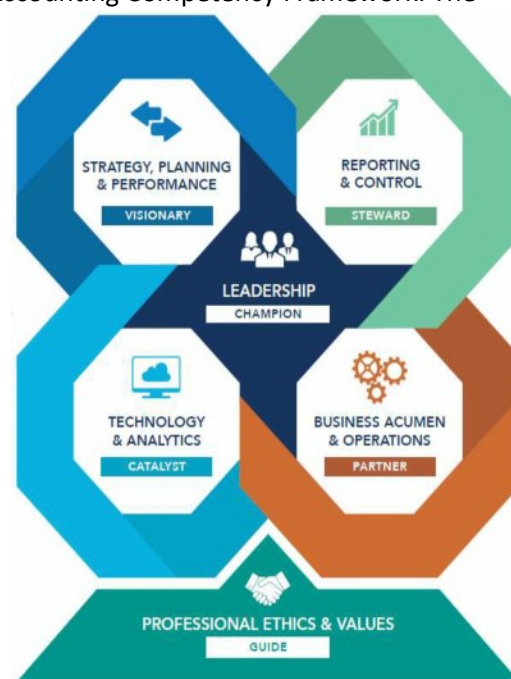 Accounting Competency Framework. The
STRATEGY, PLANNING
& PERFORMANCE
VISIONARY
REPORTING
& CONTROL
STEWARD
LEADERSHIP
CHAMPION
TECHNOLOGY
& ANALYTICS
CATALYST
BUSINESS ACUMEN
& OPERATIONS
PARTNER
PROFESSIONAL ETHICS & VALUES
GUIDE